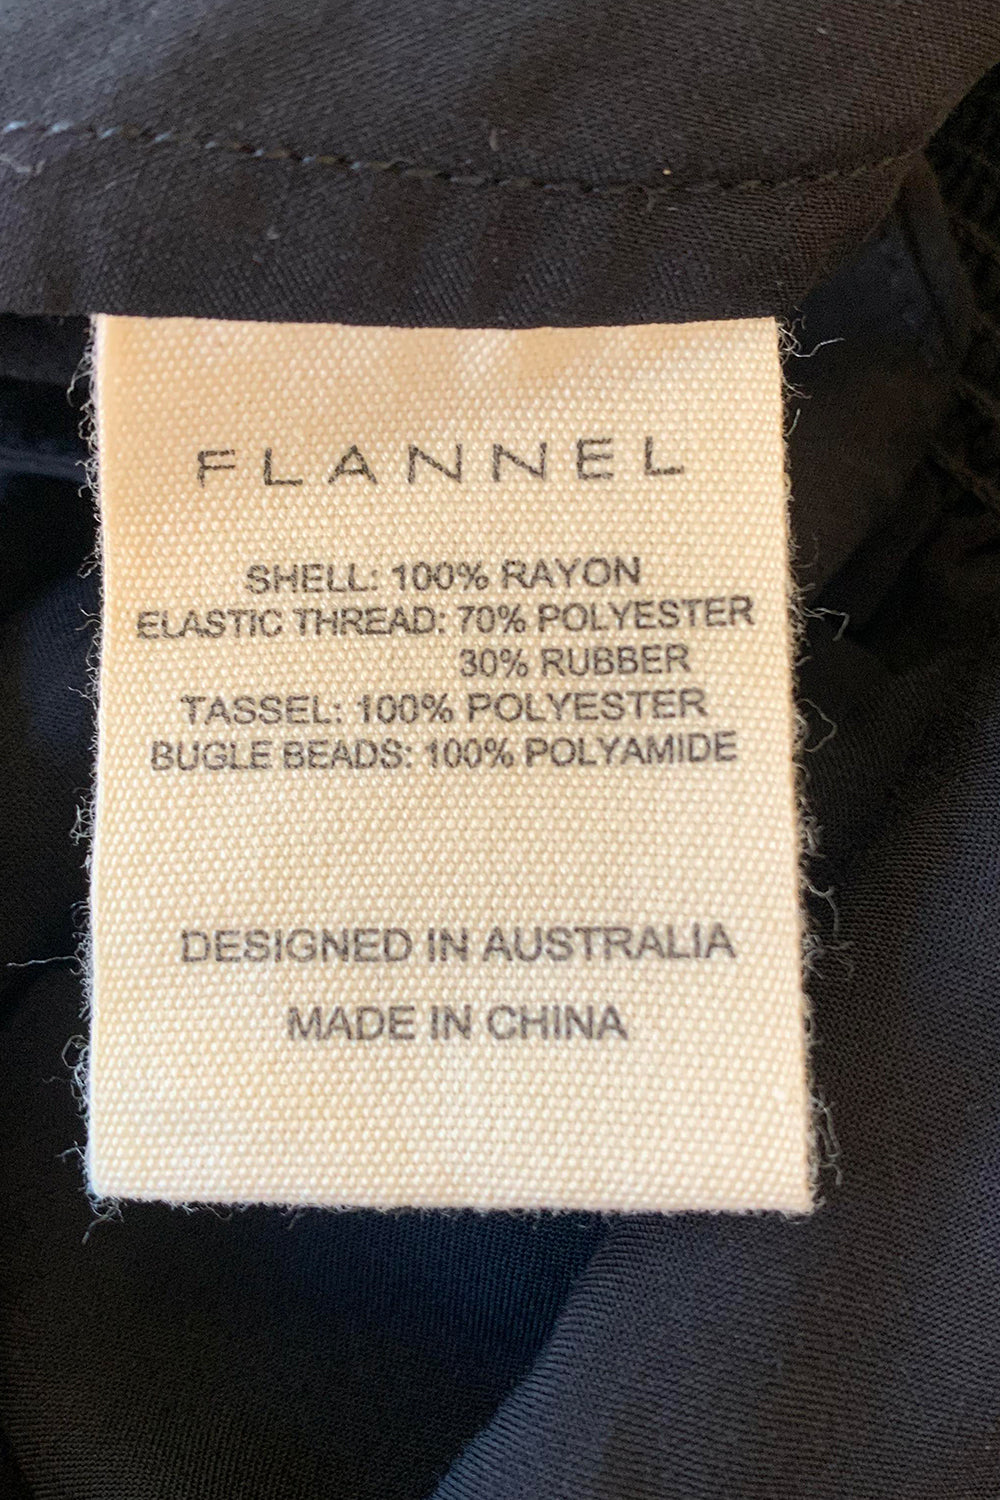 FLANNEL
SHELL: 100% RAYON
ELASTIC THREAD: 70% POLYESTER
30% RUBBER
TASSEL: 100% POLYESTER
BUGLE BEADS: 100% POLYAMIDE
DESIGNED IN AUSTRALIA
MADE IN CHINA